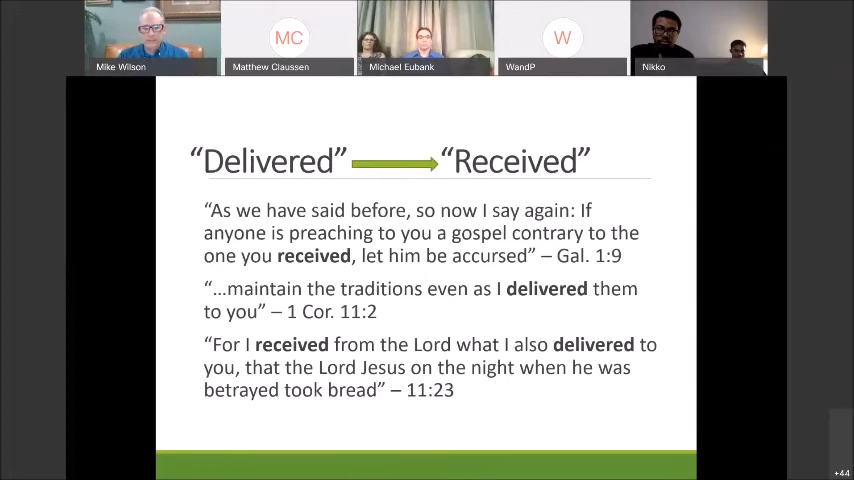 MC
W
Mike Wilson
Matthew Claussen
Michael Eubank
WandP
Nikko
“Delivered” “Received”
“As we have said before, so now I say again: If
anyone is preaching to you a gospel contrary to the
one you received, let him be accursed” – Gal. 1:9
“…maintain the traditions even as I delivered them
to you” – 1 Cor. 11:2
“For I received from the Lord what I also delivered to
you, that the Lord Jesus on the night when he was
betrayed took bread” – 11:23
+44